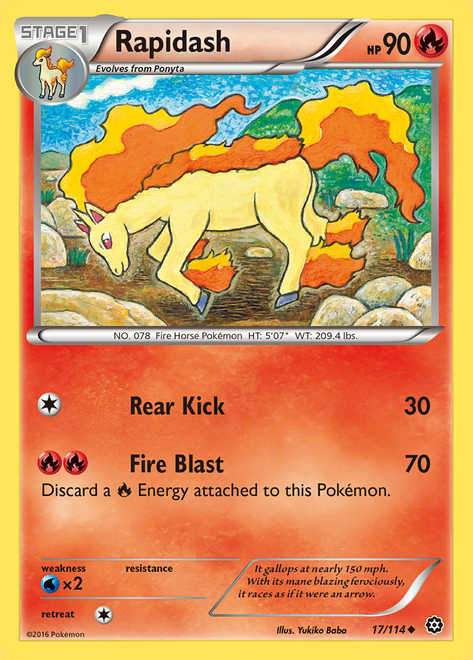 STAGE1 Rapidash HP 90
Evolves from Ponyta
NO. 078 Fire Horse Pokémon HT: 5'07" WT: 209.4 lbs.
Rear Kick 30
Fire Blast 70
Discard a Energy attached to this Pokémon.
weakness resistance
×2
retreat
It gallops at nearly 150 mph.
With its mane blazing ferociously,
it races as if it were an arrow.
©2016 Pokémon Illus. Yukiko Baba 17/114